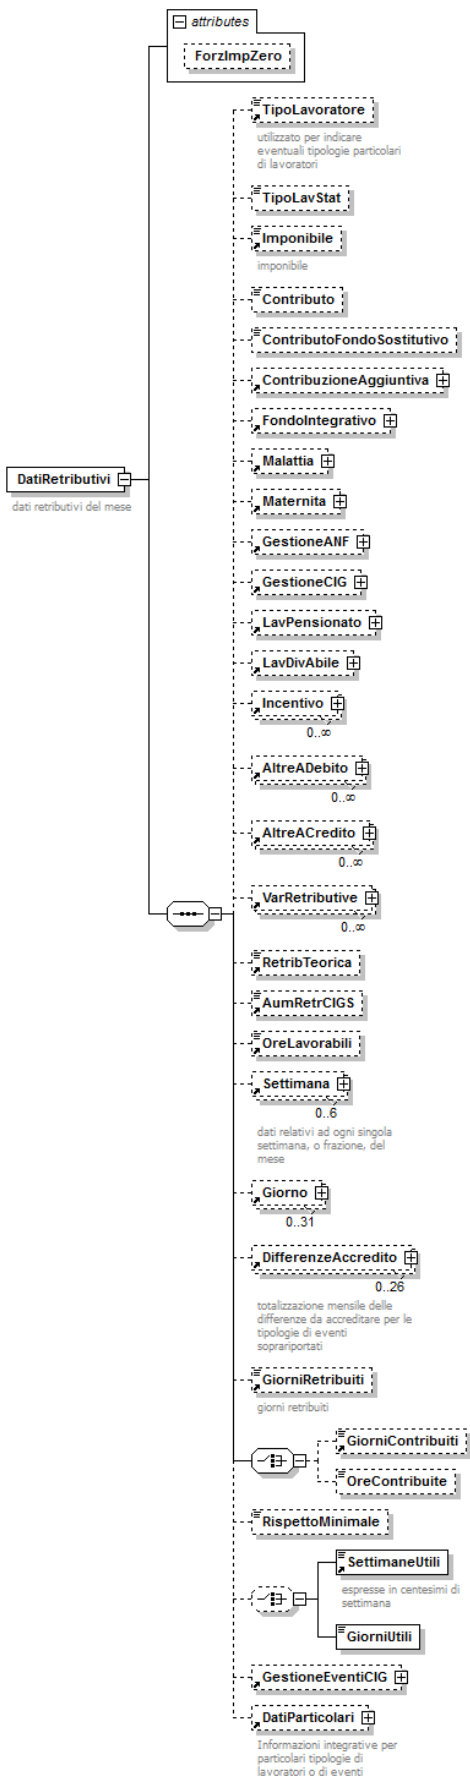 attributes
ForzImpZero
TipoLavoratore
utilizzato per indicare
eventuali tipologie particolari
di lavoratori
TipoLavStat
Imponibile
imponibile
Contributo
ContributoFondoSostitutivo
ContribuzioneAggiuntiva
FondoIntegrativo
Malattia
DatiRetributivi
dati retributivi del mese
Maternita
GestioneANF
GestioneCIG
LavPensionato
LavDivAbile
Incentivo
0..∞
AltreADebito
0..∞
AltreACredito
0..∞
VarRetributive
0..∞
RetribTeorica
AumRetrCIGS
OreLavorabili
Settimana
0..6
dati relativi ad ogni singola
settimana, o frazione, del
mese
Giorno
0..31
DifferenzeAccredito
0..26
totalizzazione mensile delle
differenze da accreditare per le
tipologie di eventi
soprariportati
GiorniRetribuiti
giorni retribuiti
GiorniContribuiti
OreContribuite
RispettoMinimale
SettimaneUtili
espresse in centesimi di
settimana
GiorniUtili
GestioneEventiCIG
DatiParticolari
Informazioni integrative per
particolari tipologie di
lavoratori o di eventi